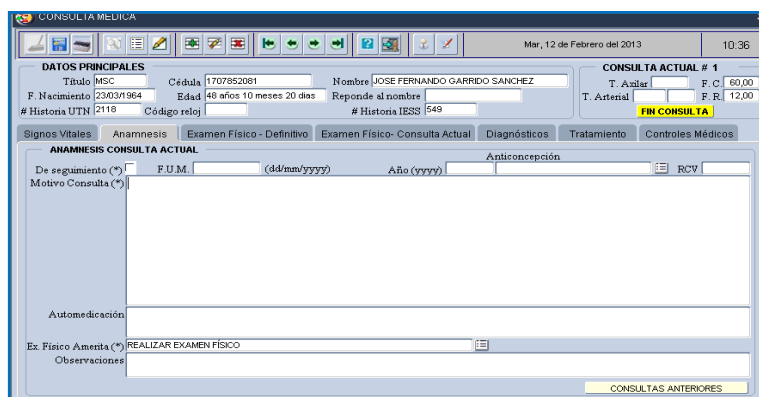 CONSULTA MEDICA
Mar, 12 de Febrero del 2013 10:36
DATOS PRINCIPALES
Título MSC Cédula 1707852081 Nombre JOSE FERNANDO GARRIDO SANCHEZ
F. Nacimiento 23/03/1964 Edad 48 años 10 meses 20 dias Reponde al nombre
# Historia UTN 2118 Código reloj # Historia IESS 549
CONSULTA ACTUAL # 1
T. Axilar F. C. 60,00
T. Arterial F. R. 12,00
FIN CONSULTA
Signos Vitales Anamnesis Examen Físico - Definitivo Examen Físico- Consulta Actual Diagnósticos Tratamiento Controles Médicos
ANAMNESIS CONSULTA ACTUAL
Anticoncepción
De seguimiento (*) F.U.M. (dd/mm/yyyy) Año (yyyy) RCV
Motivo Consulta (*)
Automedicación
Ex. Físico Amerita (*) REALIZAR EXAMEN FÍSICO
Observaciones
CONSULTAS ANTERIORES